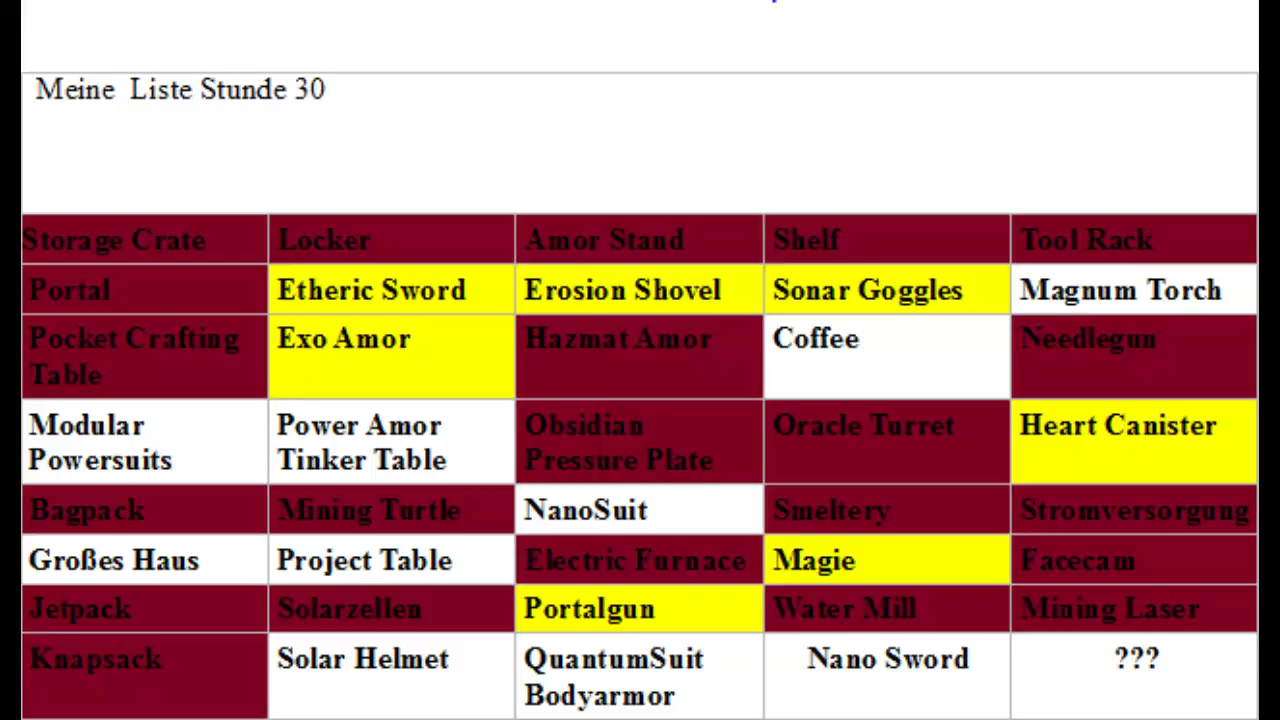 Meine Liste Stunde 30
Storage Crate Locker Amor Stand Shelf Tool Rack
Portal Etheric Sword Erosion Shovel Sonar Goggles Magnum Torch
Pocket Crafting Exo Amor Hazmat Amor Coffee Needlegun
Table
Modular Power Amor Obsidian Oracle Turret Heart Canister
Powersuits Tinker Table Pressure Plate
Bagpack Mining Turtle NanoSuit Smeltery Stromversorgung
Großes Haus Project Table Electric Furnace Magie Facecam
Jetpack Solarzellen Portalgun Water Mill Mining Laser
Knapsack Solar Helmet QuantumSuit Nano Sword ???
Bodyarmor